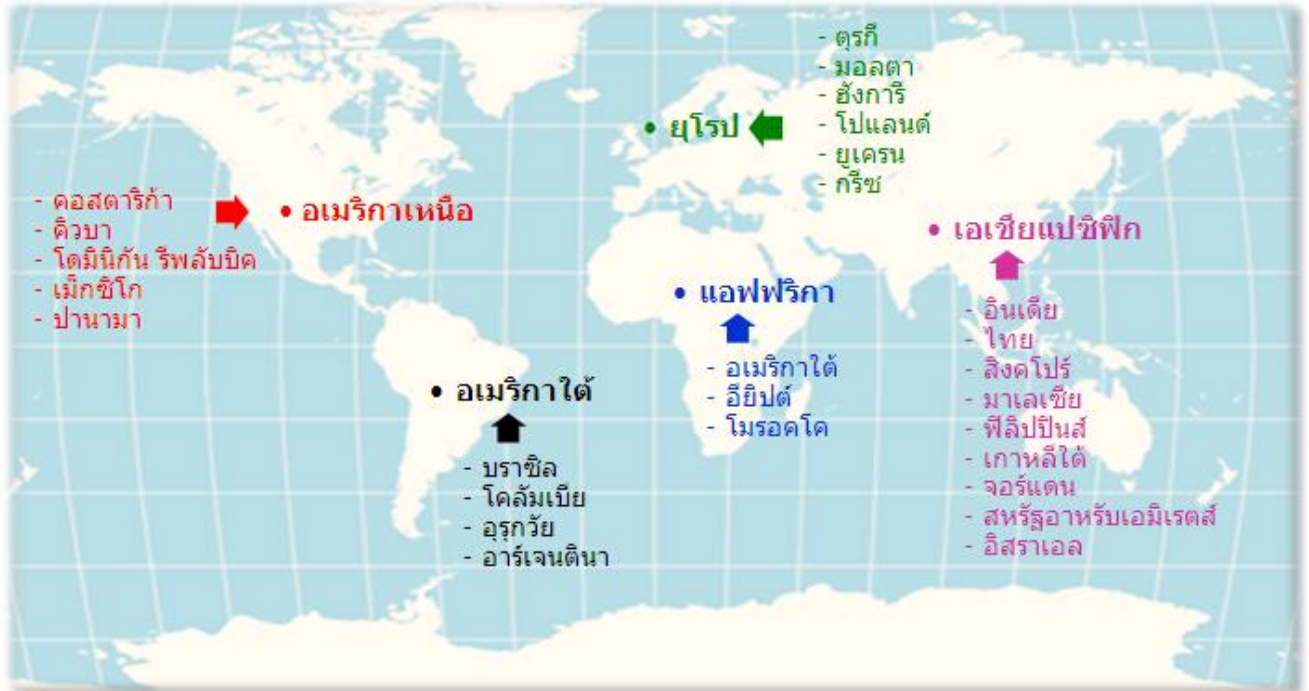 - ตุรกี
- มอลตา
- ฮังการี
- โปแลนด์
- ยูเครน
- กรีซ
• ยุโรป
- คอสตาริก้า
- คิวบา
- โดมินิกัน รีพลับบิค
- เม็กซิโก
- ปานามา
• อเมริกาเหนือ
• เอเชียแปซิฟิก
- อินเดีย
- ไทย
- สิงคโปร์
- มาเลเซีย
- ฟิลิปปินส์
- เกาหลีใต้
- จอร์แดน
- สหรัฐอาหรับเอมิเรตส์
- อิสราเอล
• แอฟฟริกา
- อเมริกาใต้
- อียิปต์
- โมรอคโค
• อเมริกาใต้
- บราซิล
- โคลัมเบีย
- อุรุกวัย
- อาร์เจนตินา